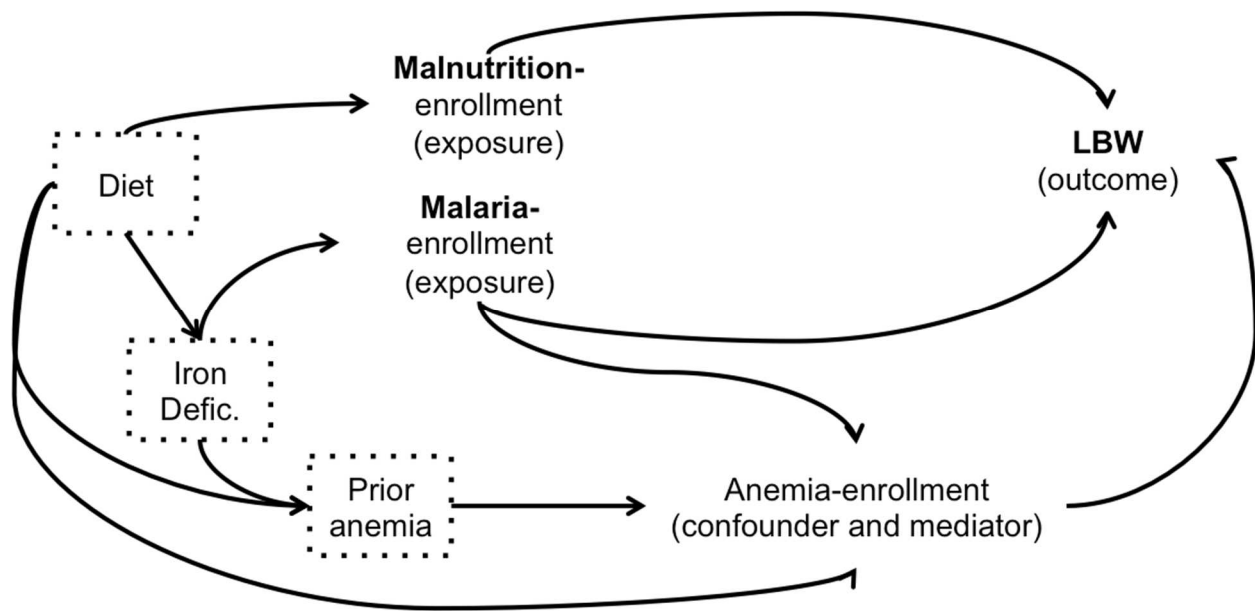 Malnutrition-
enrollment
(exposure)
LBW
(outcome)
Diet
Malaria-
enrollment
(exposure)
Iron
Defic.
Prior
anemia
Anemia-enrollment
(confounder and mediator)